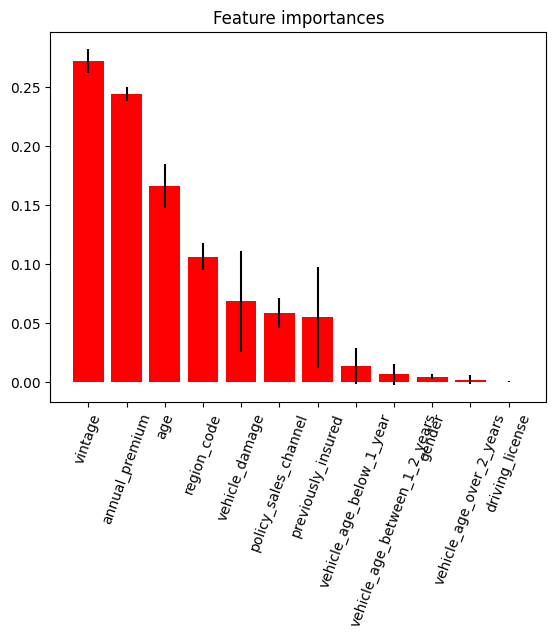 Feature importances
0.25
0.20
0.15
0.10
0.05
0.00
vintage
annual_premium
age
region_code
vehicle_damage
policy_sales_channel
previously_insured
vehicle_age_below_1_year
vehicle_age_between_1_2_years
gender
vehicle_age_over_2_years
driving_license